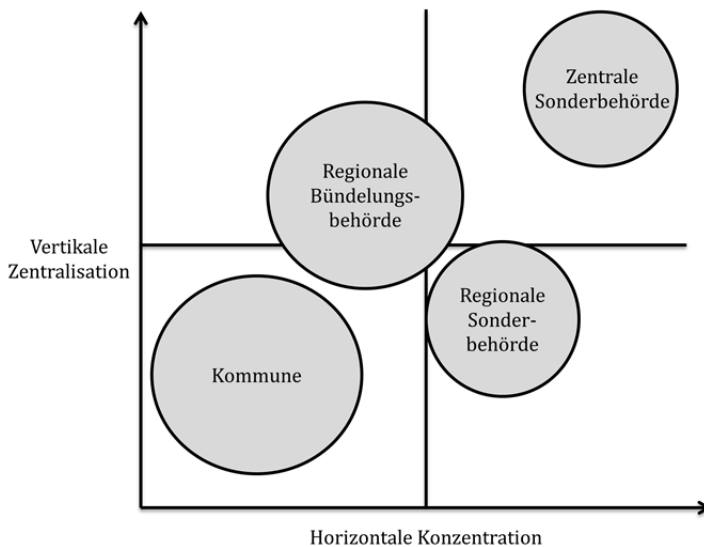 Zentrale
Sonderbehörde
Regionale
Bündelungs-
behörde
Vertikale
Zentralisation
Regionale
Sonder-
behörde
Kommune
Horizontale Konzentration